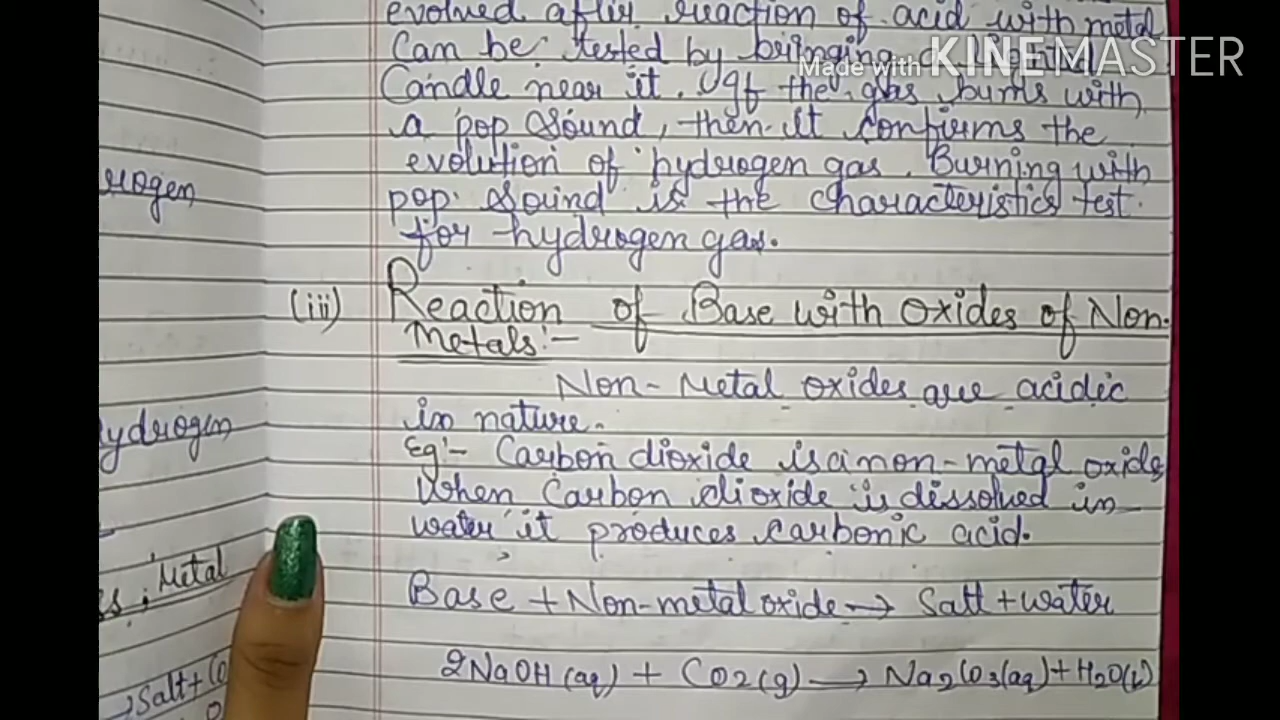 evolved after reaction of acid with metal
Can be tested by bringing a lighted
Made with KINEMASTER
Candle near it. If the gas burns with
a pop sound, then it confirms the
evolution of hydrogen gas. Burning with
rogen
pop sound is the characteristics test
for hydrogen gas.
(iii) Reaction of Base with Oxides of Non-
Metals:-
Non-Metal oxides are acidic
in nature.
ydrogen
Eg:- Carbon dioxide is a non-metal oxide
When Carbon dioxide is dissolved in
water it produces carbonic acid.
; Metal
Base + Non-metal oxide → Salt + water
2NaOH (aq) + CO2 (g) → Na2CO3 (aq) + H2O (l)
→ Salt +